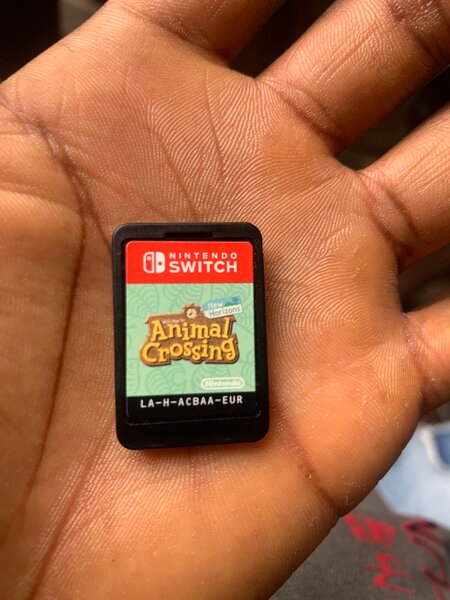 NINTENDO
SWITCH
New
Horizons
Welcome to
Animal
Crossing
Nintendo
LA-H-ACBAA-EUR